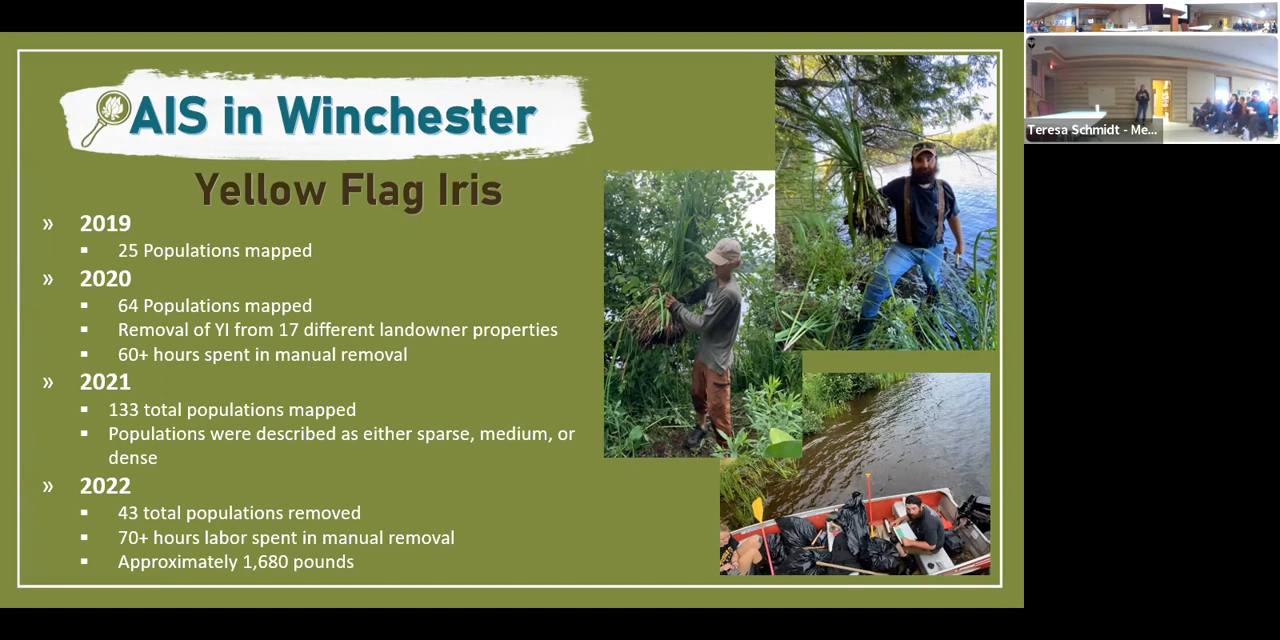 AIS in Winchester
Yellow Flag Iris
» 2019
▪ 25 Populations mapped
» 2020
▪ 64 Populations mapped
▪ Removal of YI from 17 different landowner properties
▪ 60+ hours spent in manual removal
» 2021
▪ 133 total populations mapped
▪ Populations were described as either sparse, medium, or
dense
» 2022
▪ 43 total populations removed
▪ 70+ hours labor spent in manual removal
▪ Approximately 1,680 pounds
Teresa Schmidt - Me...